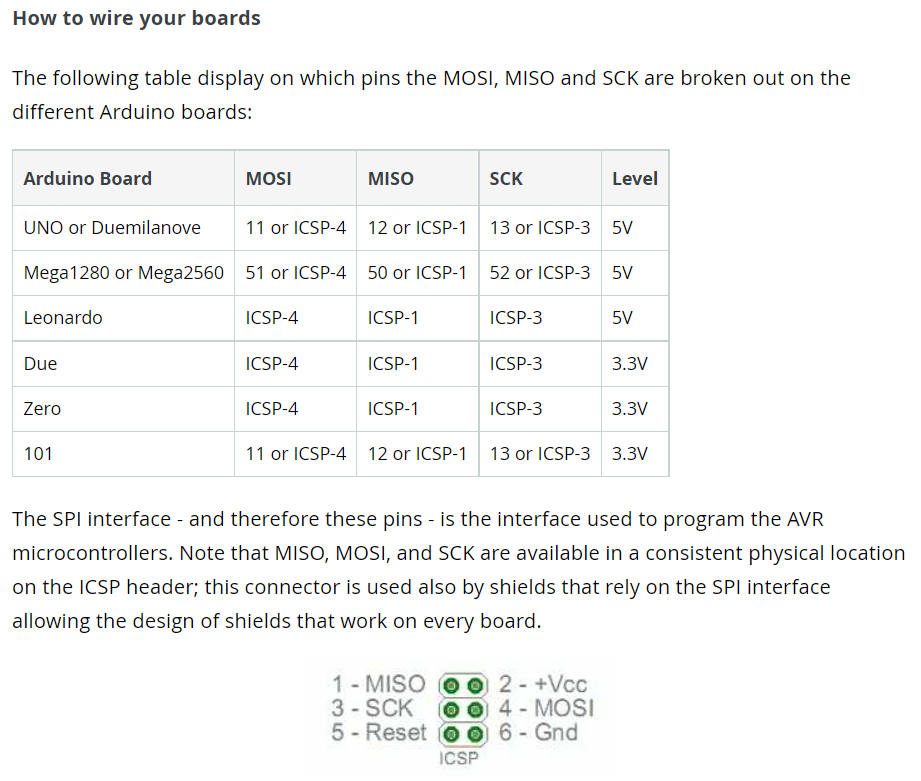 How to wire your boards
The following table display on which pins the MOSI, MISO and SCK are broken out on the
different Arduino boards:
Arduino Board MOSI MISO SCK Level
UNO or Duemilanove 11 or ICSP-4 12 or ICSP-1 13 or ICSP-3 5V
Mega1280 or Mega2560 51 or ICSP-4 50 or ICSP-1 52 or ICSP-3 5V
Leonardo ICSP-4 ICSP-1 ICSP-3 5V
Due ICSP-4 ICSP-1 ICSP-3 3.3V
Zero ICSP-4 ICSP-1 ICSP-3 3.3V
101 11 or ICSP-4 12 or ICSP-1 13 or ICSP-3 3.3V
The SPI interface - and therefore these pins - is the interface used to program the AVR
microcontrollers. Note that MISO, MOSI, and SCK are available in a consistent physical location
on the ICSP header; this connector is used also by shields that rely on the SPI interface
allowing the design of shields that work on every board.
1 - MISO 2 - +Vcc
3 - SCK 4 - MOSI
5 - Reset 6 - Gnd
ICSP